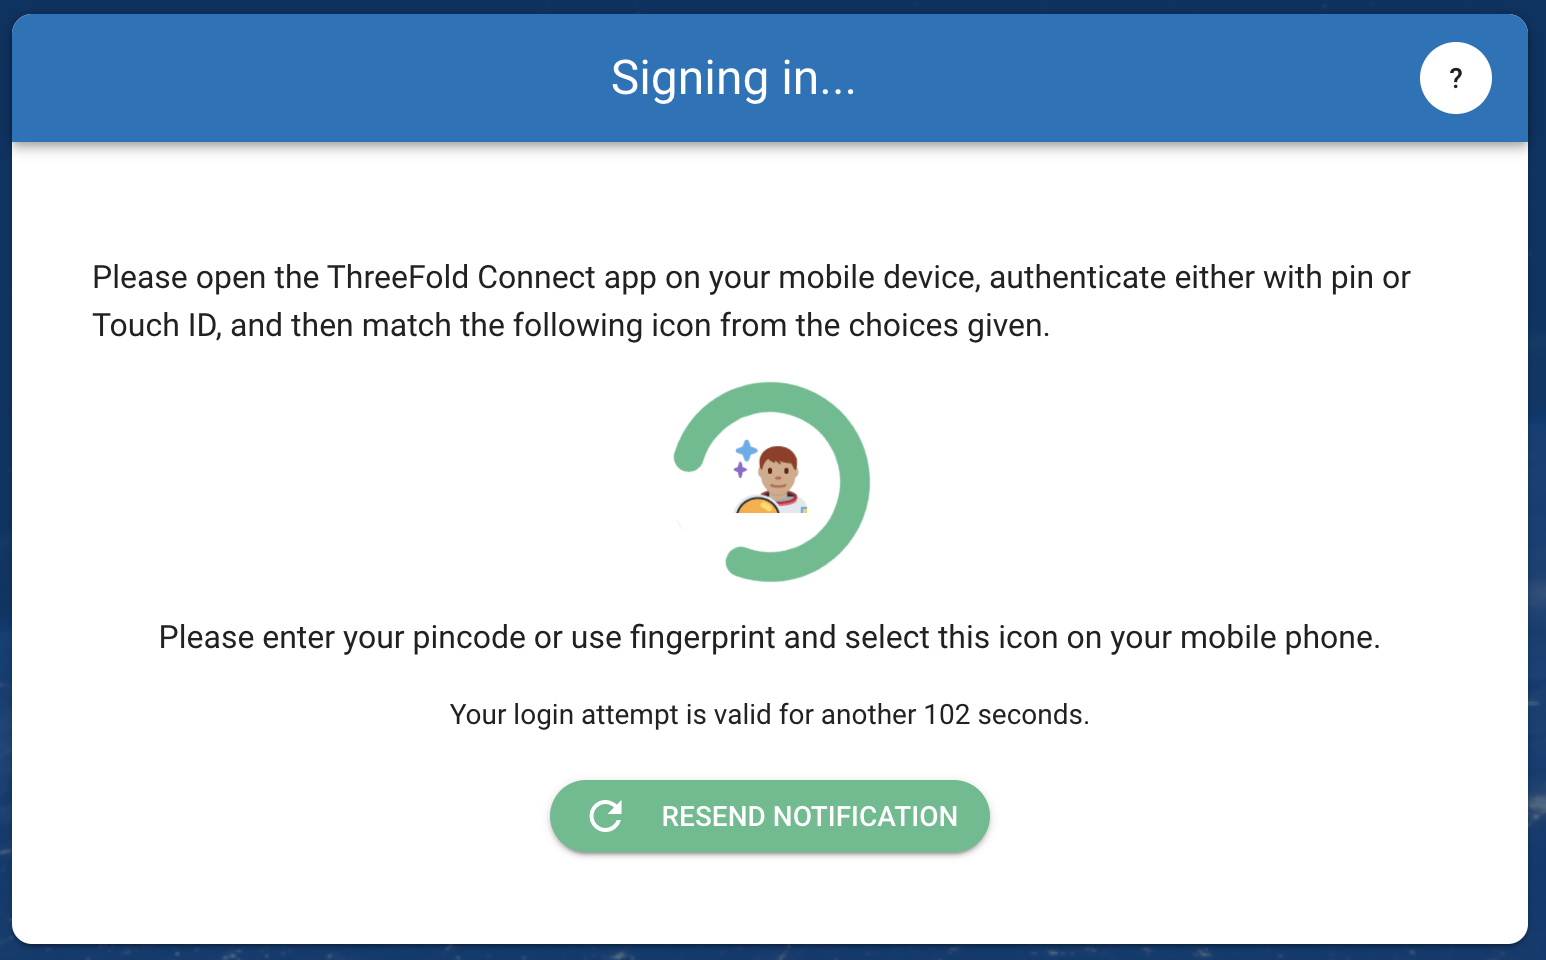 Signing in...
?
Please open the ThreeFold Connect app on your mobile device, authenticate either with pin or
Touch ID, and then match the following icon from the choices given.
Please enter your pincode or use fingerprint and select this icon on your mobile phone.
Your login attempt is valid for another 102 seconds.
RESEND NOTIFICATION